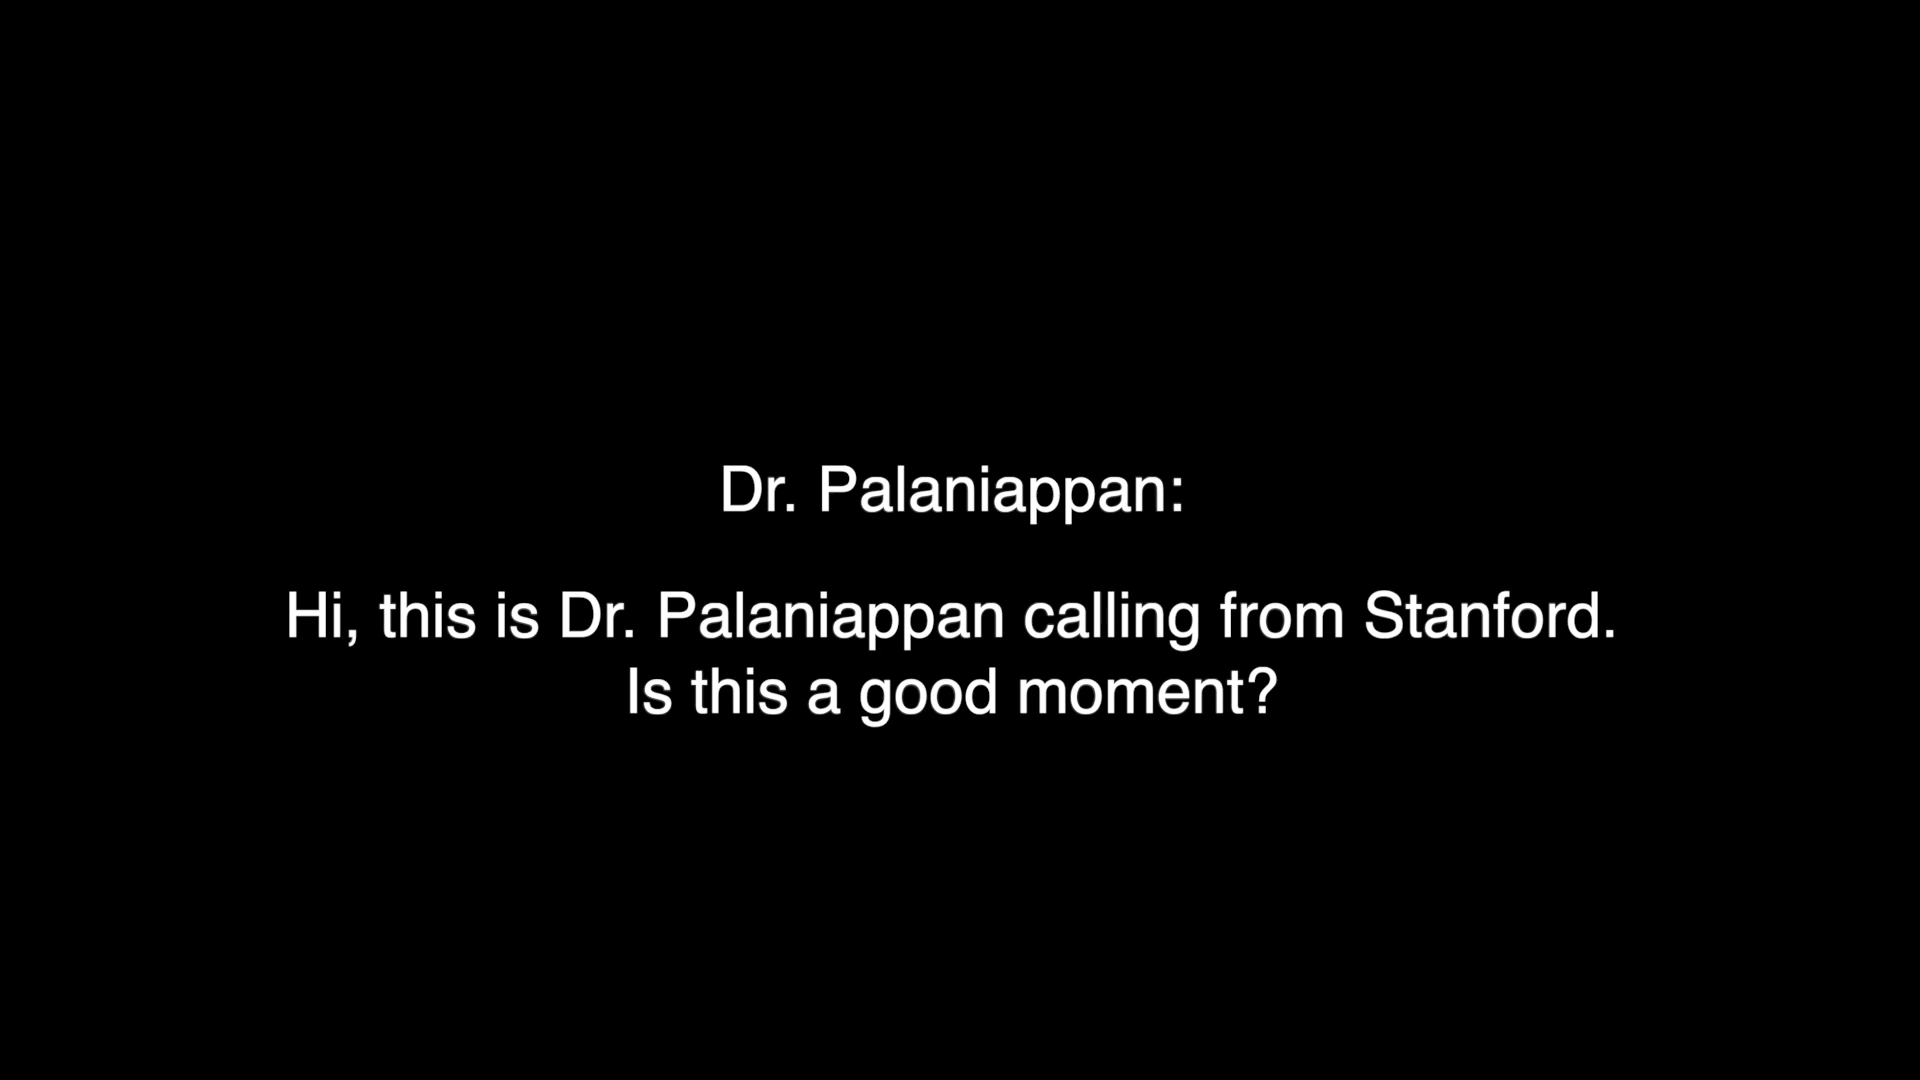 Dr. Palaniappan:
Hi, this is Dr. Palaniappan calling from Stanford.
Is this a good moment?